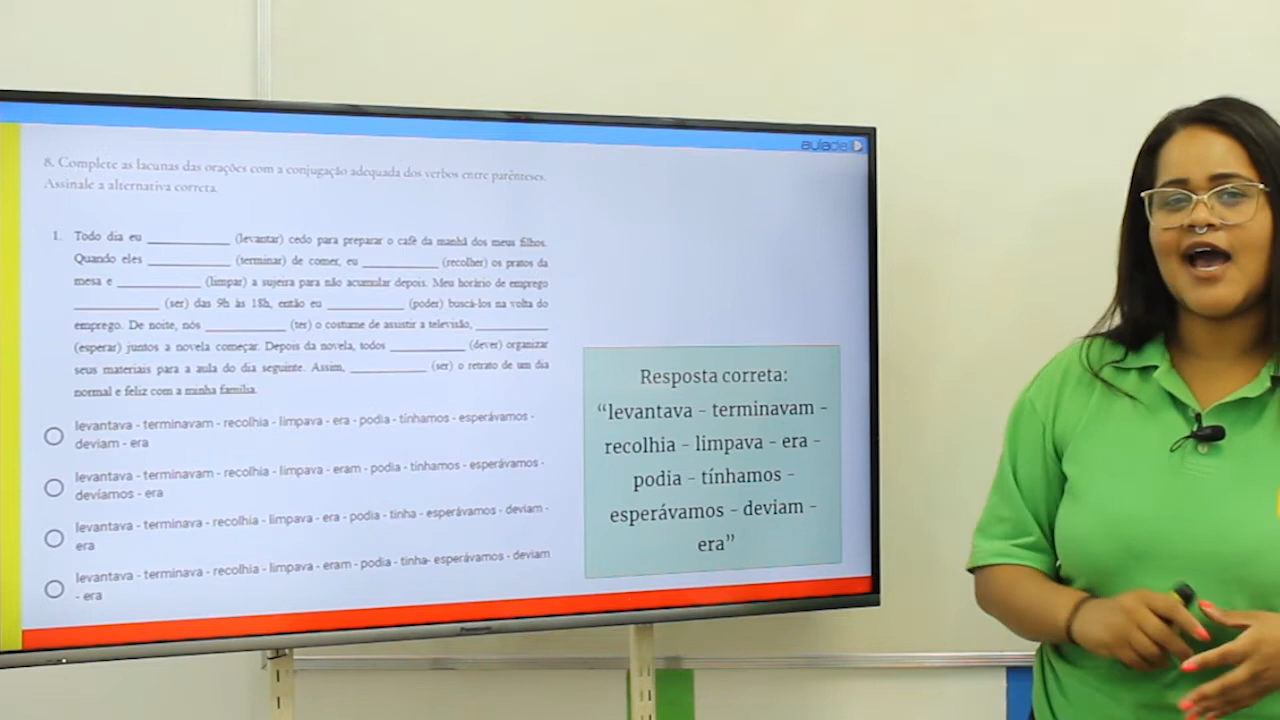 aulade
8. Complete as lacunas das orações com a conjugação adequada dos verbos entre parênteses.
Assinale a alternativa correta.
1. Todo dia eu ____________ (levantar) cedo para preparar o café da manhã dos meus filhos.
Quando eles ____________ (terminar) de comer, eu ___________ (recolher) os pratos da
mesa e ____________ (limpar) a sujeira para não acumular depois. Meu horário de emprego
____________ (ser) das 9h às 18h, então eu ___________ (poder) buscá-los na volta do
emprego. De noite, nós ____________ (ter) o costume de assistir a televisão, ___________
(esperar) juntos a novela começar. Depois da novela, todos ___________ (dever) organizar
seus materiais para a aula do dia seguinte. Assim, ___________ (ser) o retrato de um dia
normal e feliz com a minha família.
levantava - terminavam - recolhia - limpava - era - podia - tínhamos - esperávamos -
deviam - era
levantava - terminavam - recolhia - limpava - eram - podia - tínhamos - esperávamos -
devíamos - era
levantava - terminava - recolhia - limpava - era - podia - tinha - esperávamos - deviam -
era
levantava - terminava - recolhia - limpava - eram - podia - tinha- esperávamos - deviam
- era
Resposta correta:
“levantava - terminavam -
recolhia - limpava - era -
podia - tínhamos -
esperávamos - deviam -
era”
Panasonic